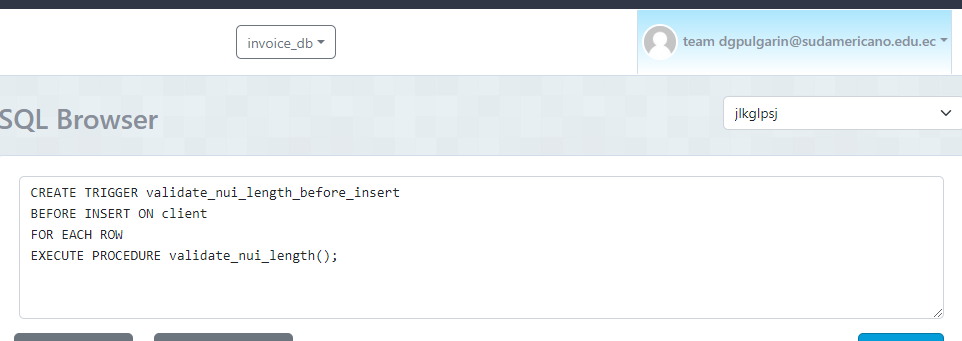 invoice_db
team dgpulgarin@sudamericano.edu.ec
SQL Browser
jlkglpsj
CREATE TRIGGER validate_nui_length_before_insert
BEFORE INSERT ON client
FOR EACH ROW
EXECUTE PROCEDURE validate_nui_length();